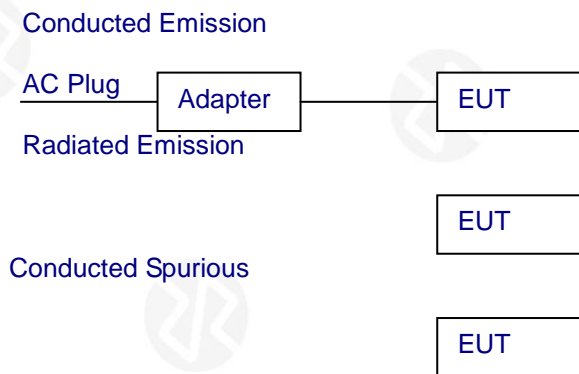 Conducted Emission
AC Plug Adapter EUT
Radiated Emission
EUT
Conducted Spurious
EUT